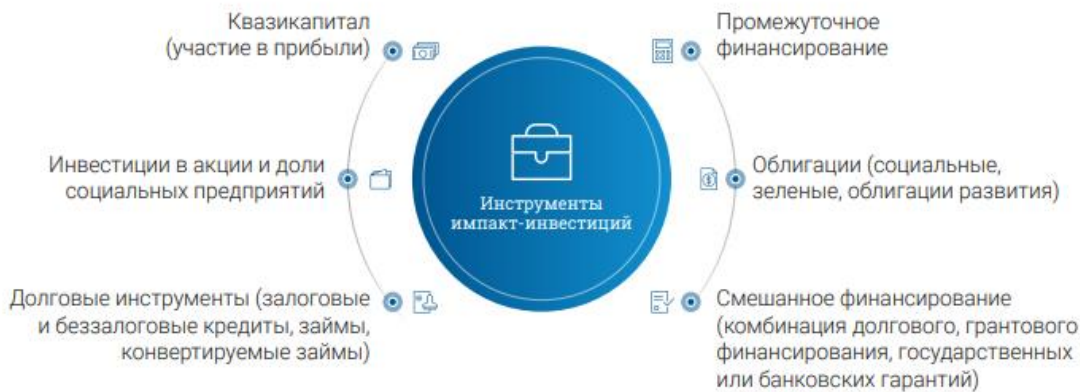 Квазикапитал
(участие в прибыли)
Инвестиции в акции и доли
социальных предприятий
Долговые инструменты (залоговые
и беззалоговые кредиты, займы,
конвертируемые займы)
Инструменты
импакт-инвестиций
Промежуточное
финансирование
Облигации (социальные,
зеленые, облигации развития)
Смешанное финансирование
(комбинация долгового, грантового
финансирования, государственных
или банковских гарантий)